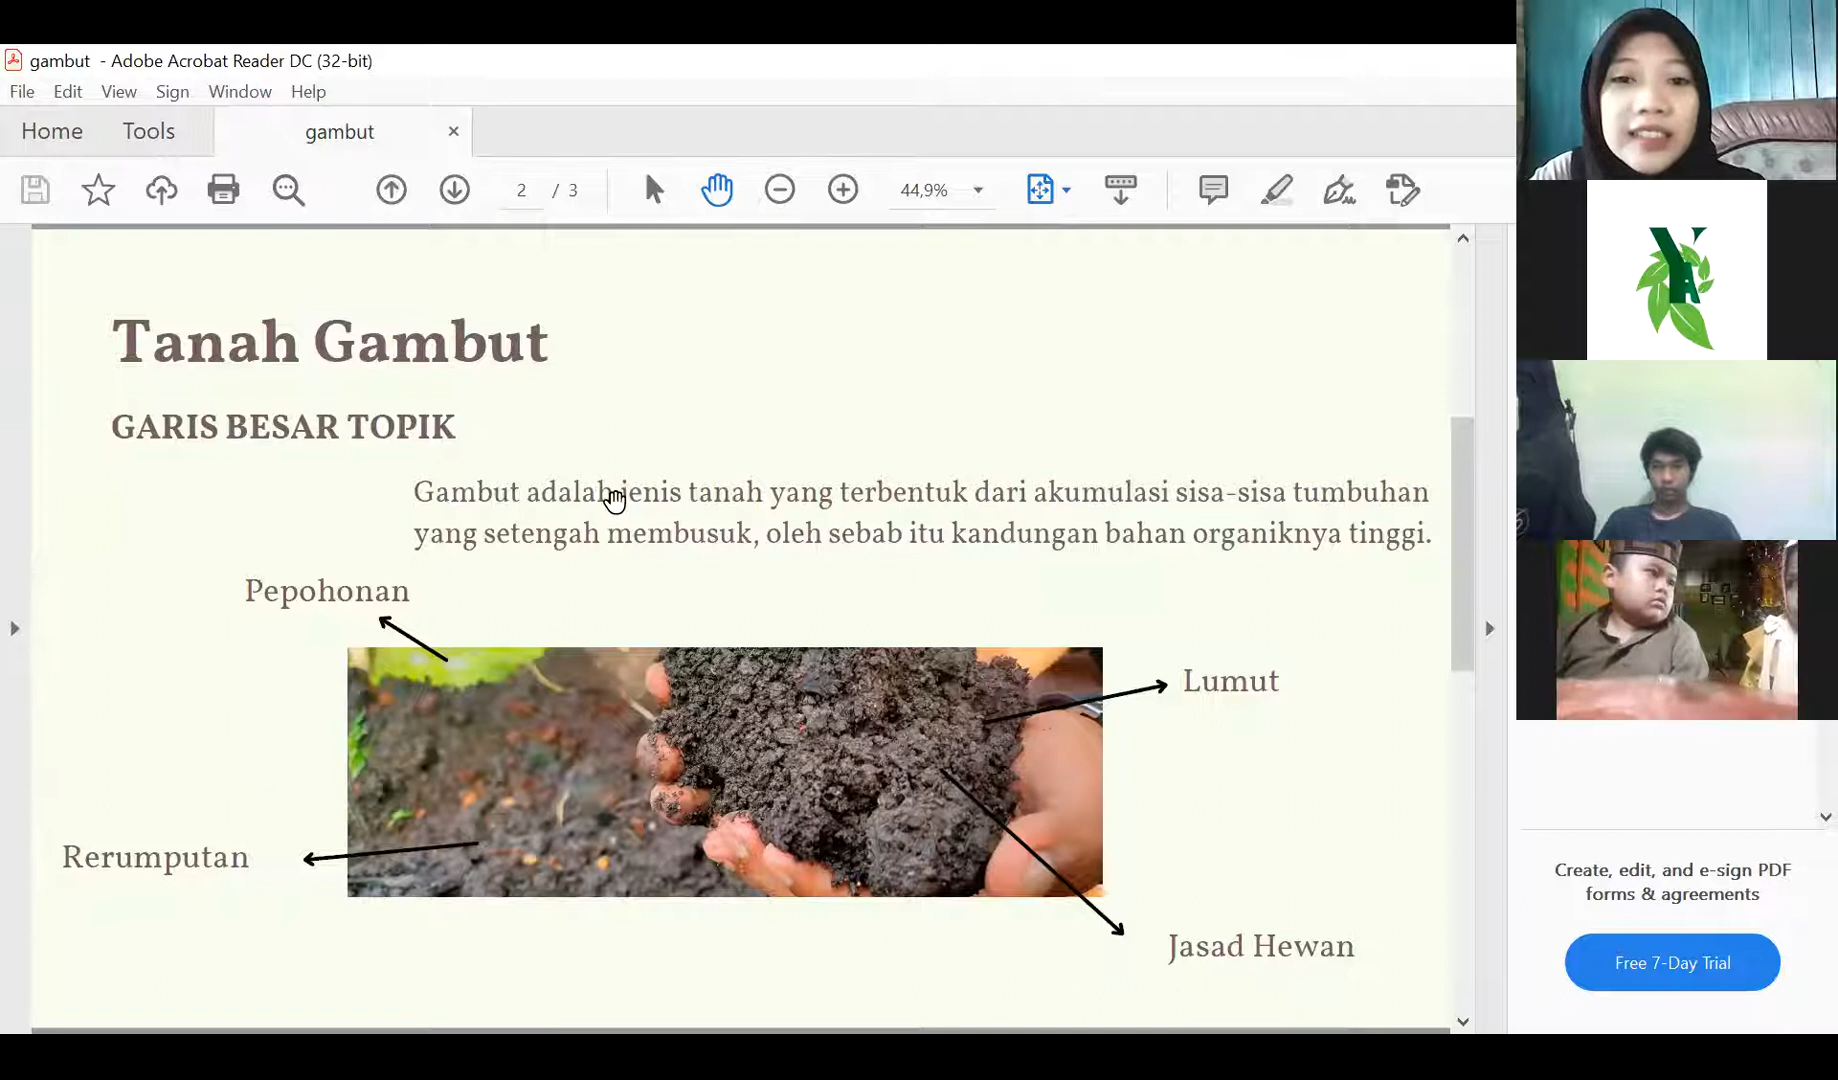 gambut - Adobe Acrobat Reader DC (32-bit)
File Edit View Sign Window Help
Home Tools gambut
2 / 3 44,9%
Tanah Gambut
GARIS BESAR TOPIK
Gambut adalah jenis tanah yang terbentuk dari akumulasi sisa-sisa tumbuhan
yang setengah membusuk, oleh sebab itu kandungan bahan organiknya tinggi.
Pepohonan
Lumut
Rerumputan
Jasad Hewan
Create, edit, and e-sign PDF
forms & agreements
Free 7-Day Trial